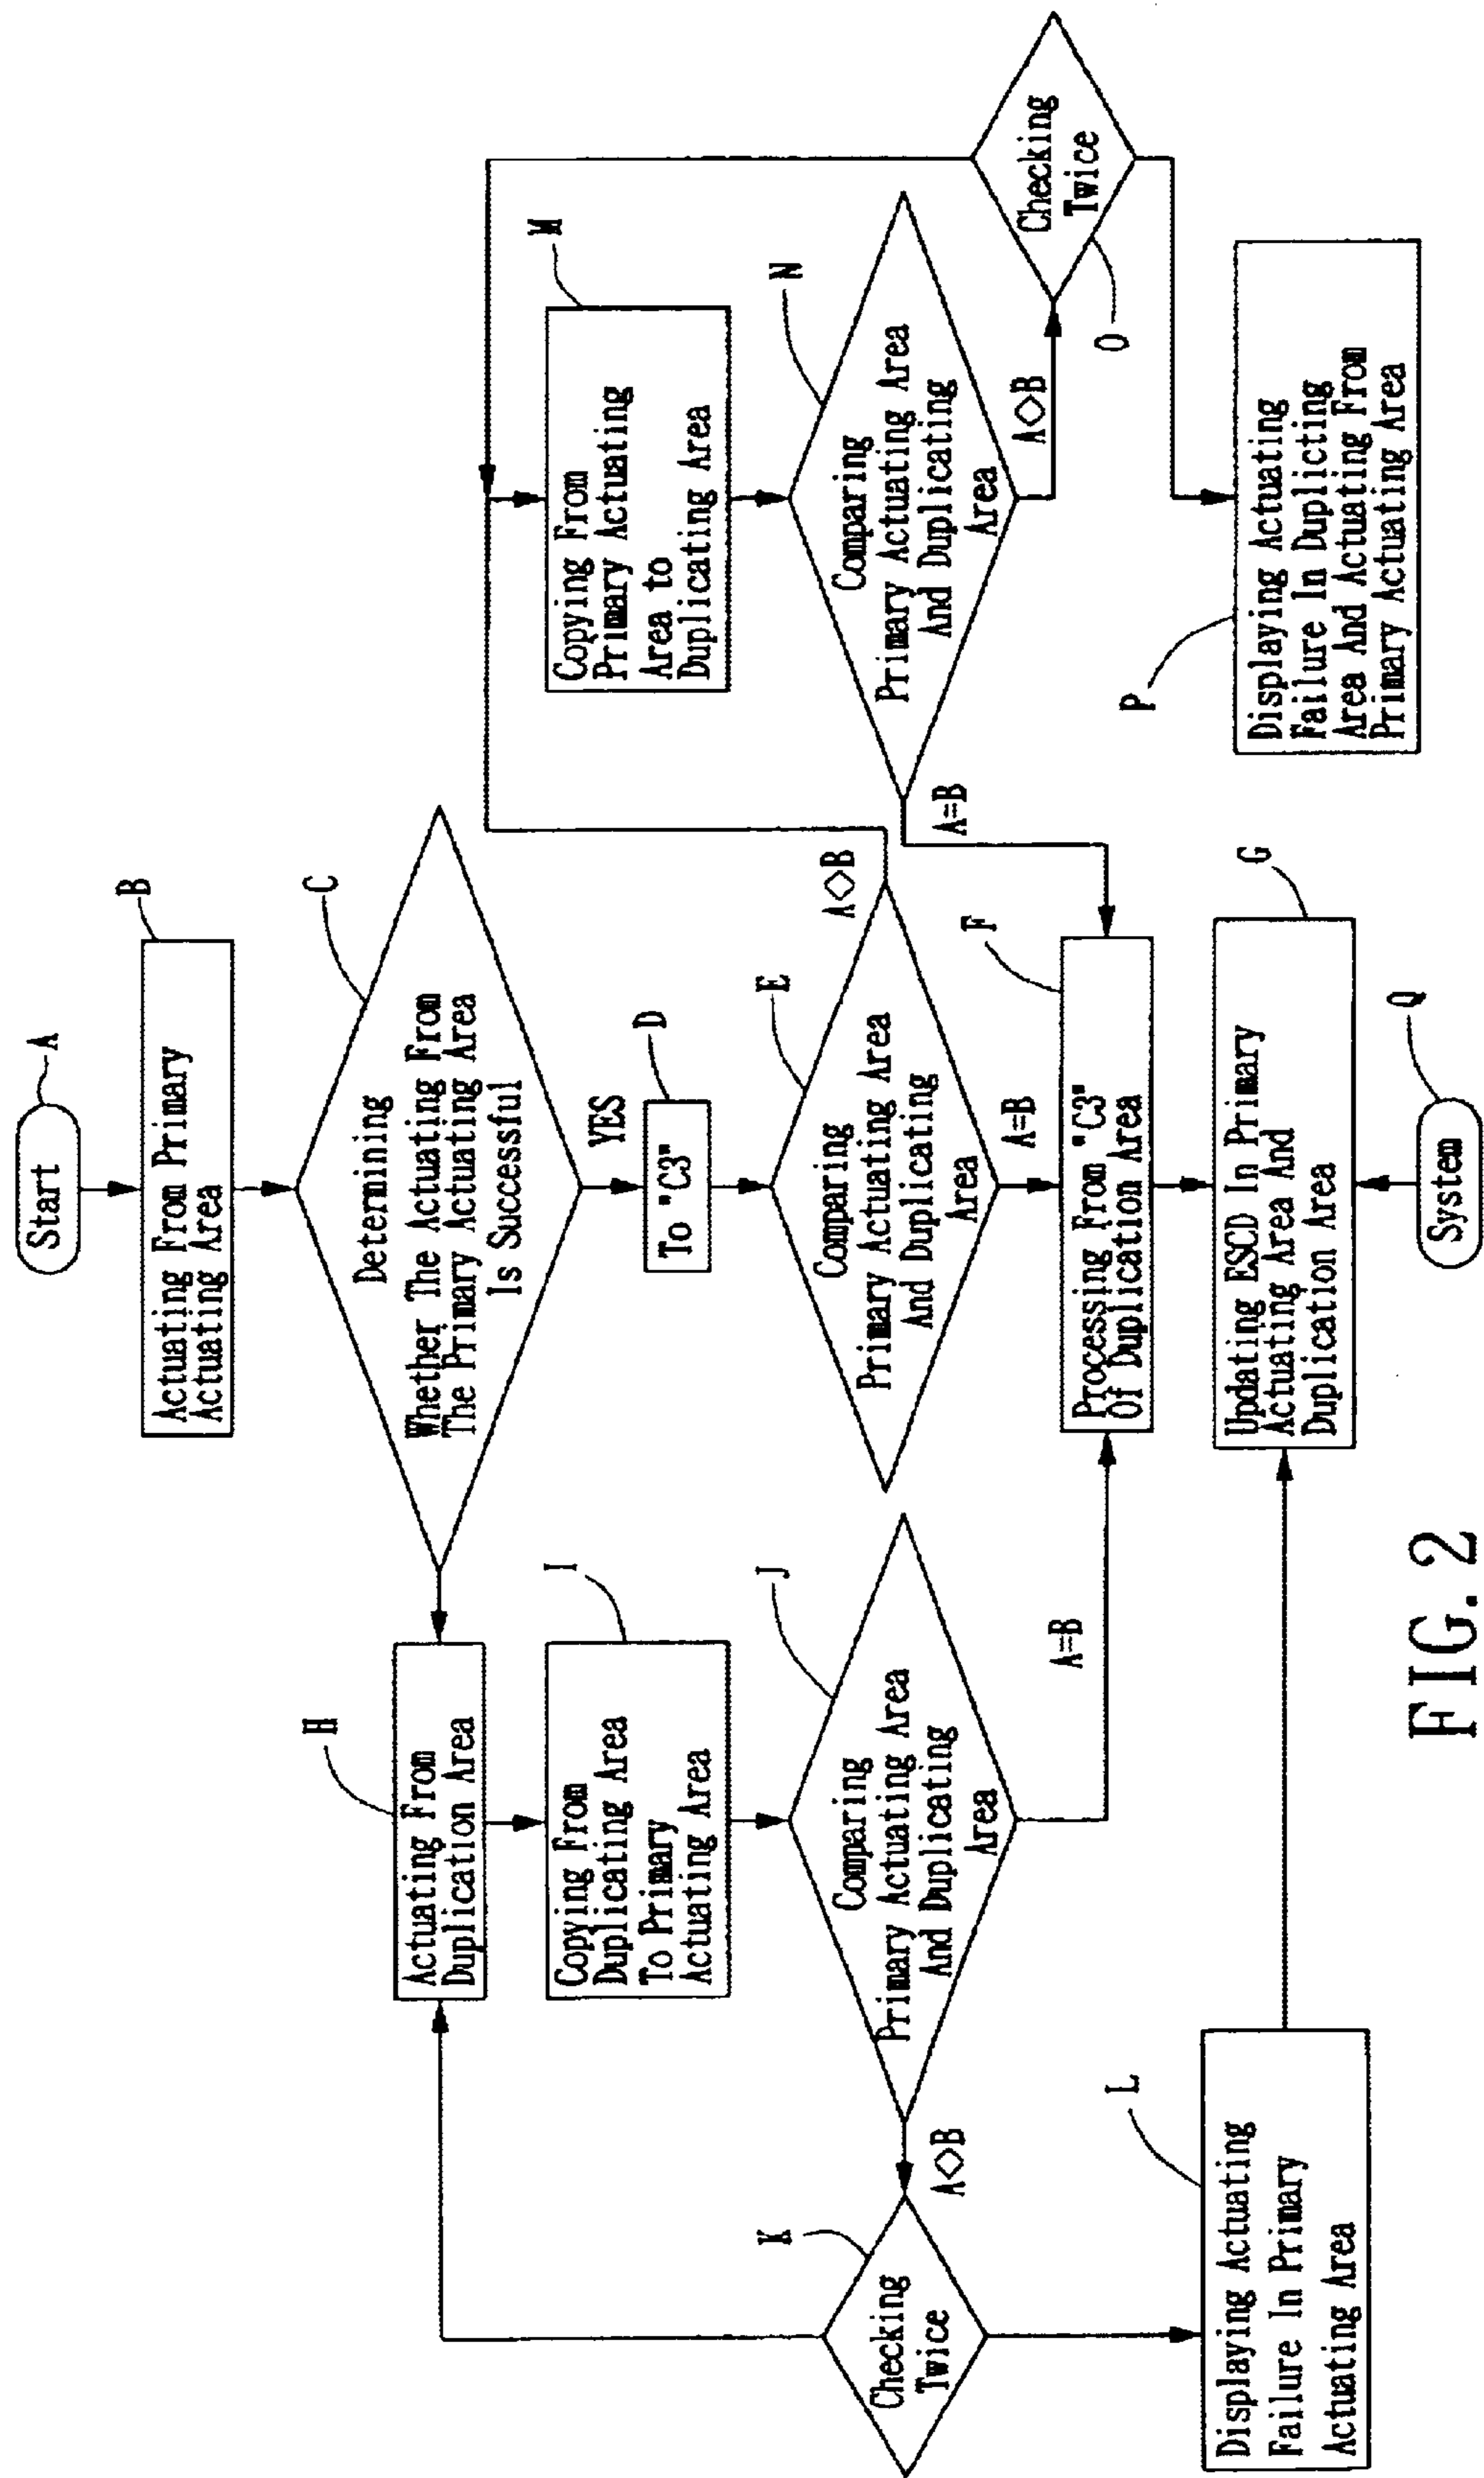 Start
A
Actuating From Primary
Actuating Area
B
Determining
Whether The Actuating From
The Primary Actuating Area
Is Successful
C
YES
To "C3"
D
Comparing
Primary Actuating Area
And Duplicating
Area
E
A=B
A◇B
Processing From "C3"
Of Duplication Area
F
Updating ESCD In Primary
Actuating Area And
Duplication Area
G
System
Q
Actuating From
Duplication Area
H
Copying From
Duplicating Area
To Primary
Actuating Area
I
Comparing
Primary Actuating Area
And Duplicating
Area
J
A=B
A◇B
Checking
Twice
K
Displaying Actuating
Failure In Primary
Actuating Area
L
Copying From
Primary Actuating
Area to
Duplicating Area
M
Comparing
Primary Actuating Area
And Duplicating
Area
N
A=B
A◇B
Checking
Twice
O
Displaying Actuating
Failure In Duplicting
Area And Actuating From
Primary Actuating Area
P
FIG. 2